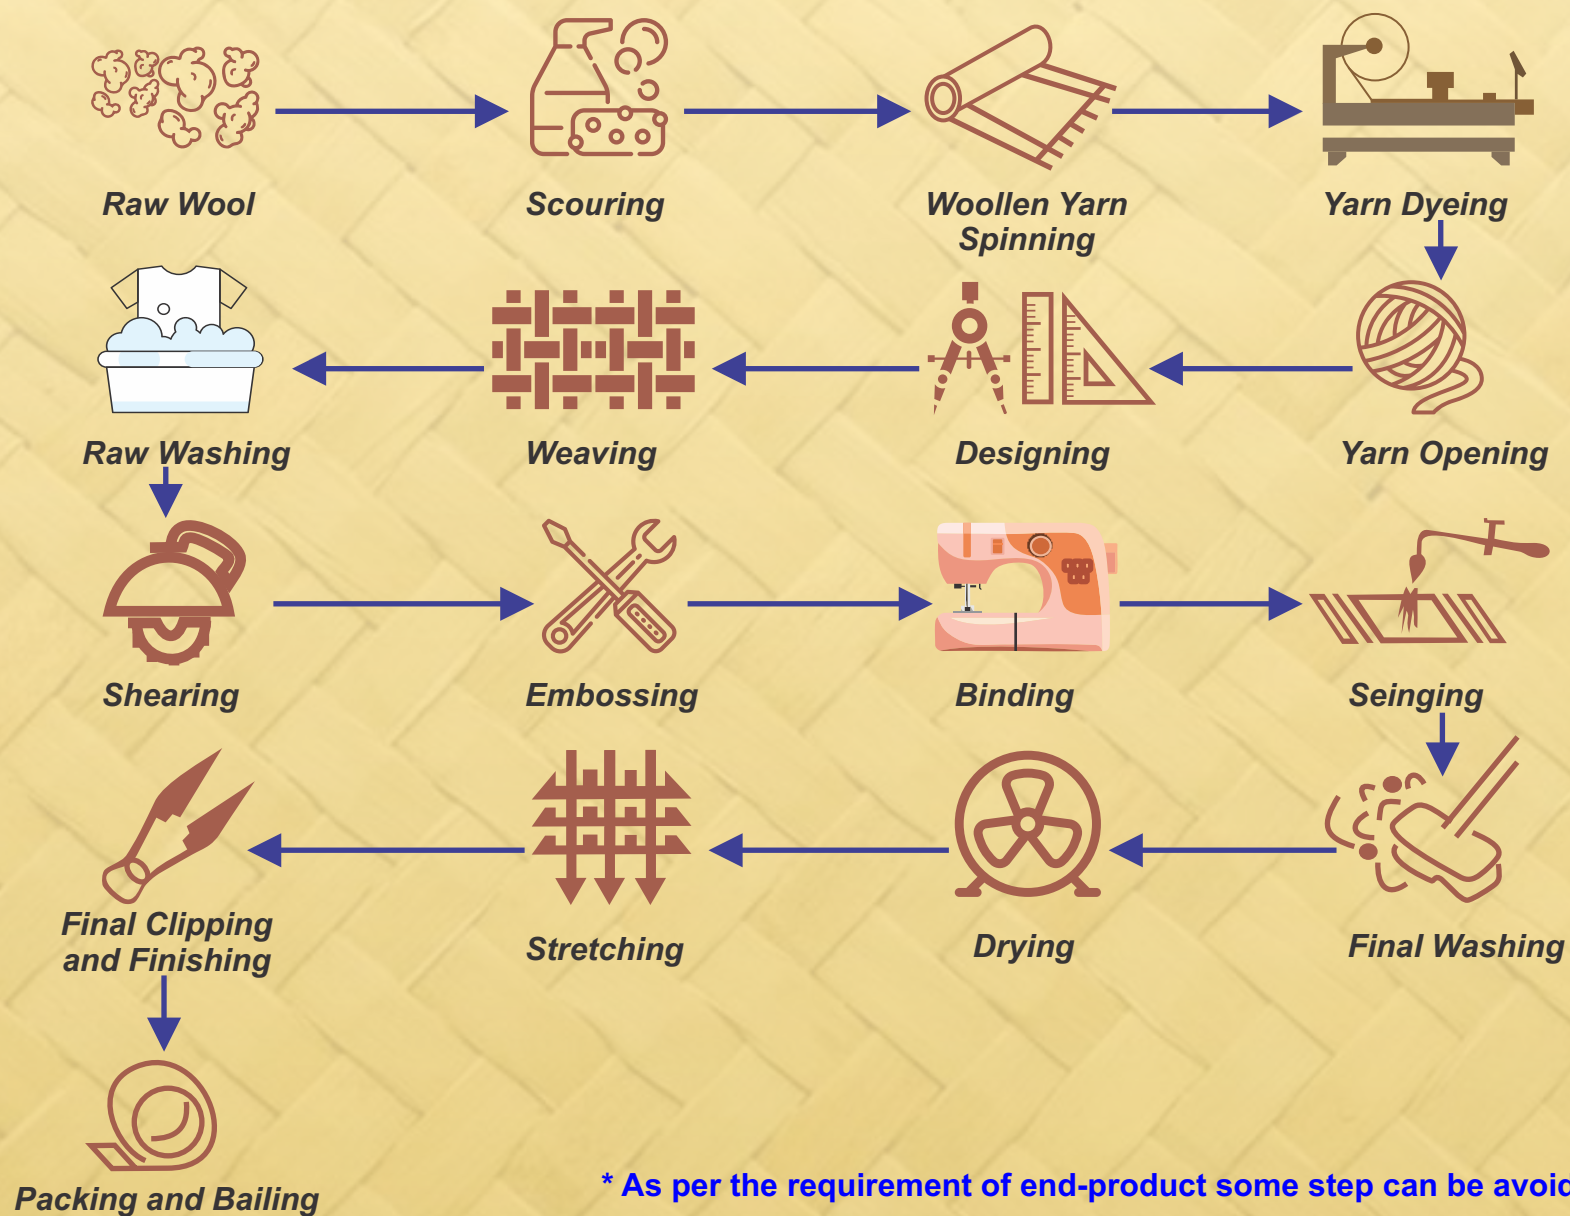 Raw Wool
Scouring
Woollen Yarn
Spinning
Yarn Dyeing
Raw Washing
Weaving
Designing
Yarn Opening
Shearing
Embossing
Binding
Seinging
Final Clipping
and Finishing
Stretching
Drying
Final Washing
Packing and Bailing
* As per the requirement of end-product some step can be avoid